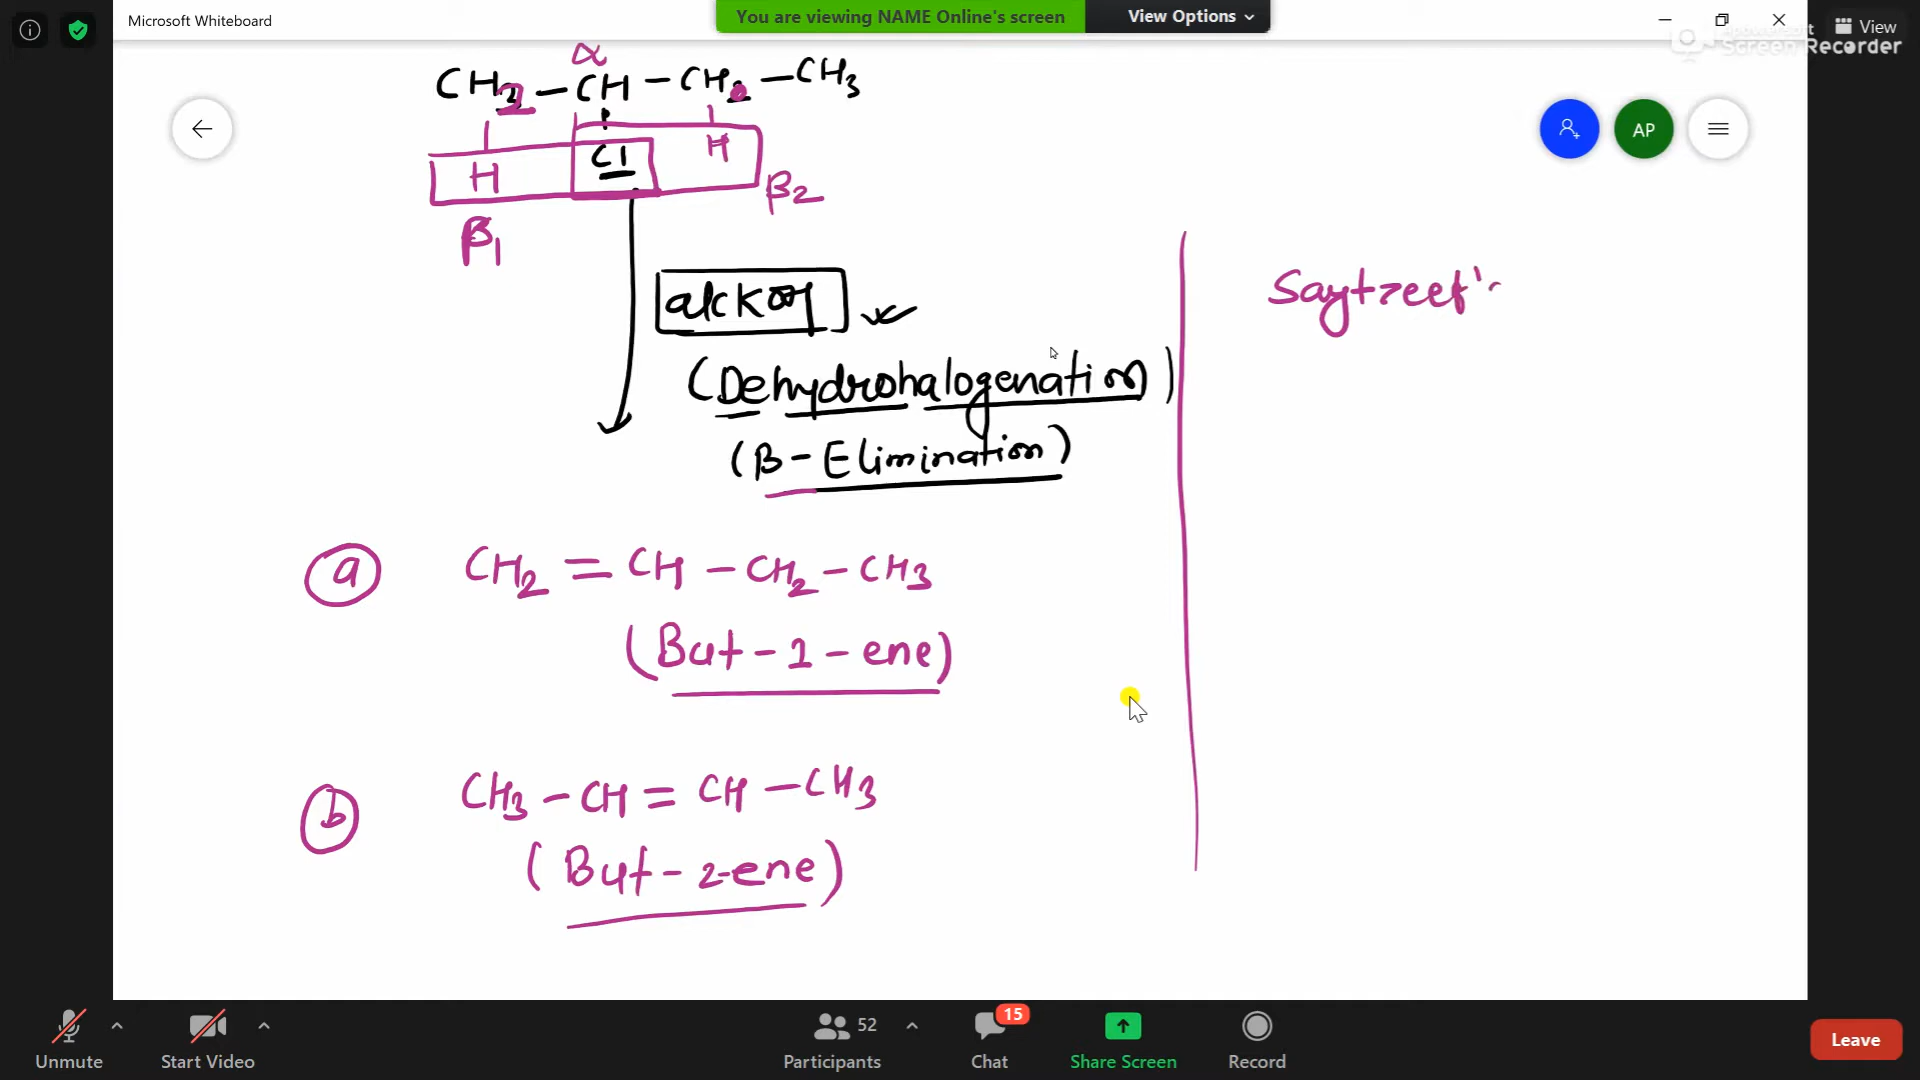 Microsoft Whiteboard
You are viewing NAME Online's screen
View Options
View
Apowersoft
Screen Recorder
α
CH2 – CH – CH2 – CH3
H
Cl
H
β1
β2
AP
alc KOH
(Dehydrohalogenation)
(B - Elimination)
Saytzeef's
a
CH2 = CH – CH2 – CH3
(But - 1 - ene)
b
CH3 – CH = CH – CH3
(But - 2-ene)
Unmute
Start Video
52
Participants
15
Chat
Share Screen
Record
Leave